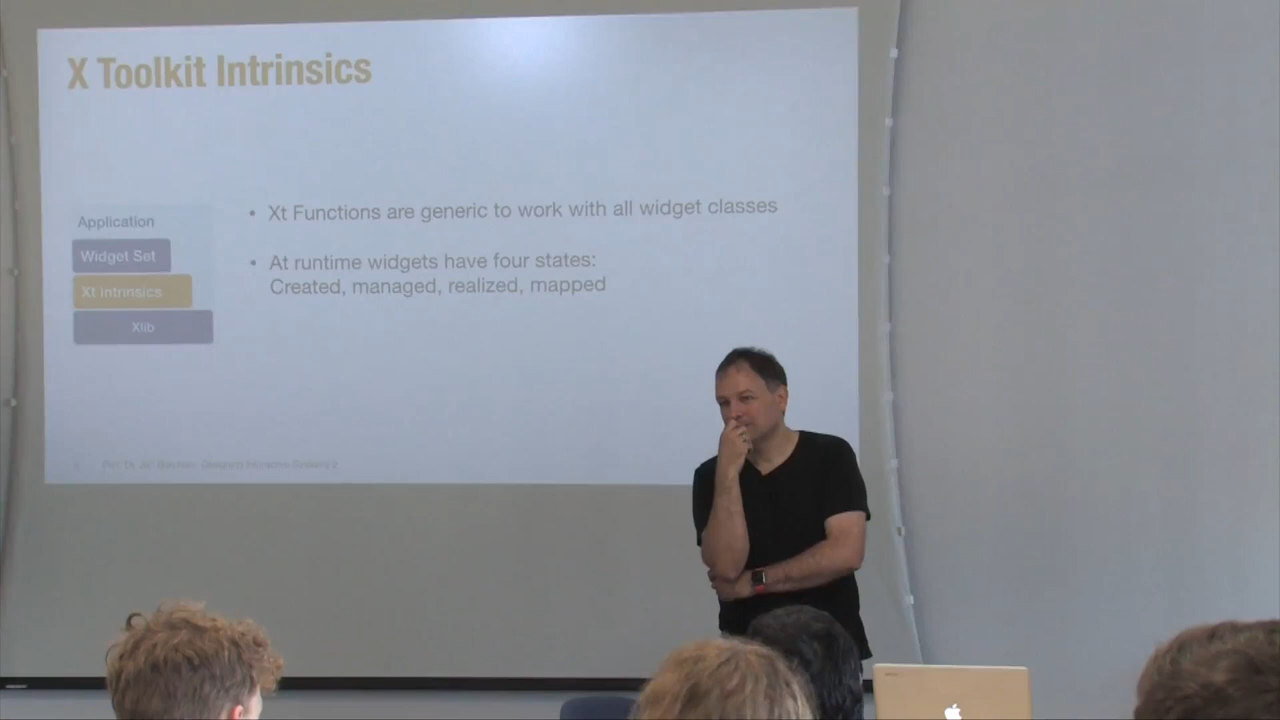 X Toolkit Intrinsics
Application
Widget Set
Xt Intrinsics
Xlib
• Xt Functions are generic to work with all widget classes
• At runtime widgets have four states:
Created, managed, realized, mapped